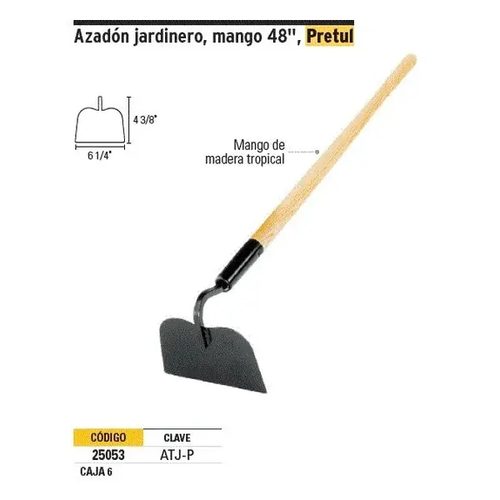 Azadón jardinero, mango 48", Pretul
4 3/8"
6 1/4"
Mango de
madera tropical
CÓDIGO CLAVE
25053 ATJ-P
CAJA 6